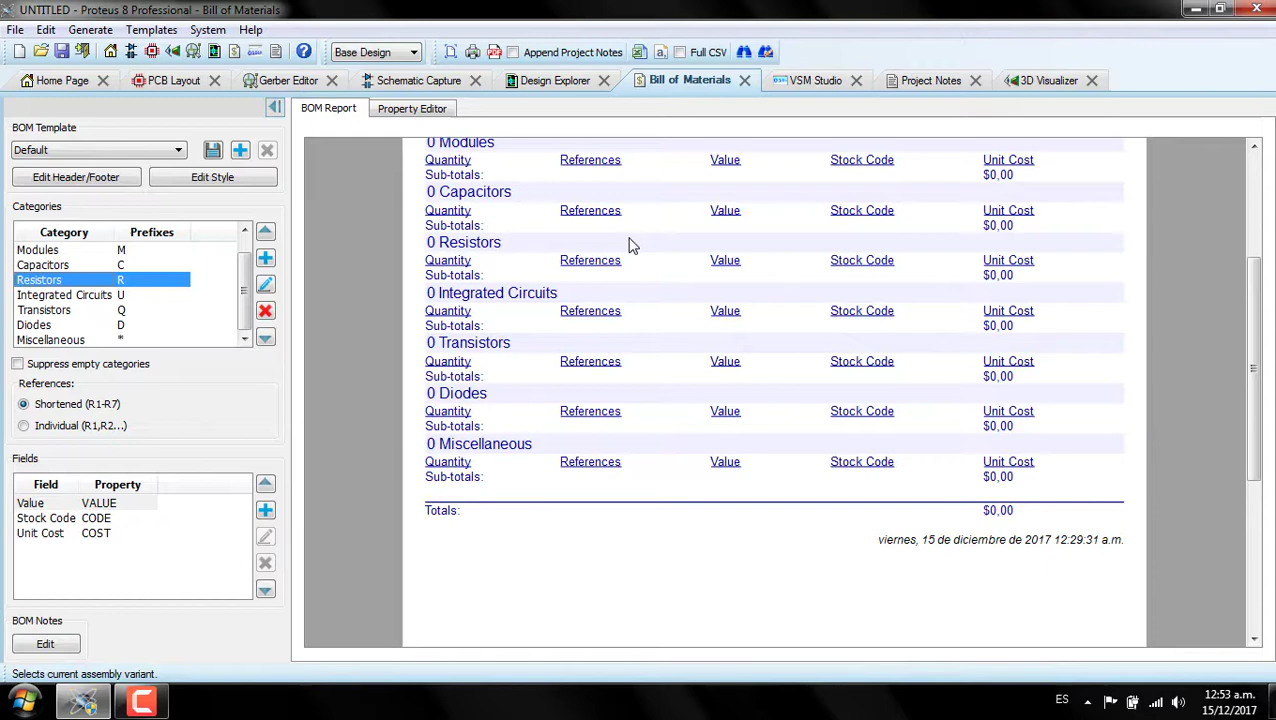 UNTITLED - Proteus 8 Professional - Bill of Materials
File Edit Generate Templates System Help
Base Design Append Project Notes Full CSV
Home Page PCB Layout Gerber Editor Schematic Capture Design Explorer Bill of Materials VSM Studio Project Notes 3D Visualizer
BOM Report Property Editor
BOM Template
Default
Edit Header/Footer Edit Style
Categories
Category Prefixes
Modules M
Capacitors C
Resistors R
Integrated Circuits U
Transistors Q
Diodes D
Miscellaneous *
Suppress empty categories
References:
Shortened (R1-R7)
Individual (R1,R2...)
Fields
Field Property
Value VALUE
Stock Code CODE
Unit Cost COST
BOM Notes
Edit
0 Modules
Quantity References Value Stock Code Unit Cost
Sub-totals: $0,00
0 Capacitors
Quantity References Value Stock Code Unit Cost
Sub-totals: $0,00
0 Resistors
Quantity References Value Stock Code Unit Cost
Sub-totals: $0,00
0 Integrated Circuits
Quantity References Value Stock Code Unit Cost
Sub-totals: $0,00
0 Transistors
Quantity References Value Stock Code Unit Cost
Sub-totals: $0,00
0 Diodes
Quantity References Value Stock Code Unit Cost
Sub-totals: $0,00
0 Miscellaneous
Quantity References Value Stock Code Unit Cost
Sub-totals: $0,00
Totals: $0,00
viernes, 15 de diciembre de 2017 12:29:31 a.m.
Selects current assembly variant.
ES
12:53 a.m.
15/12/2017